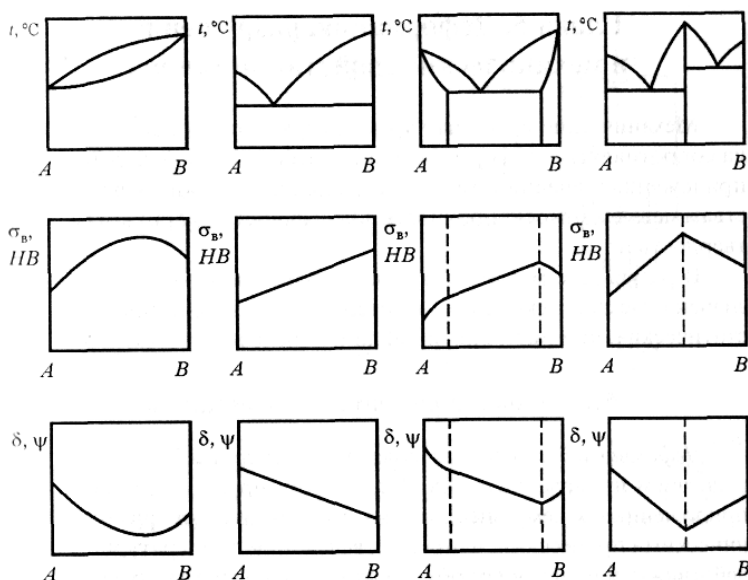 t, °C t, °C t, °C t, °C
A B A B A B A B
σв, HB σв, HB σв, HB σв, HB
A B A B A B A B
δ, ψ δ, ψ δ, ψ δ, ψ
A B A B A B A B